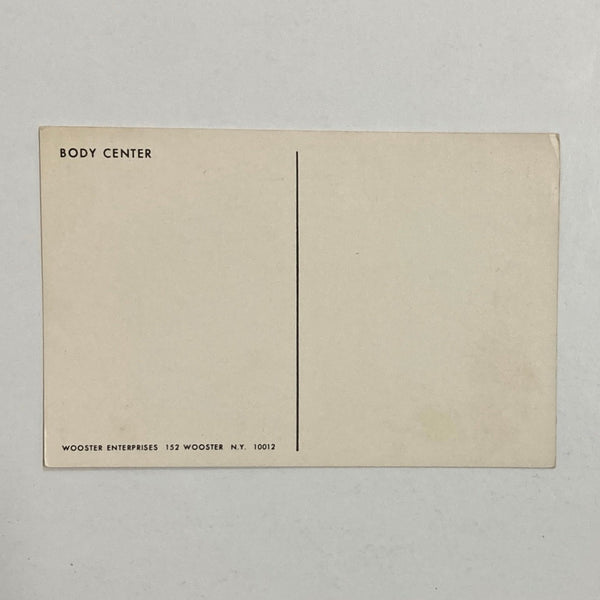 BODY CENTER
WOOSTER ENTERPRISES 152 WOOSTER N.Y. 10012